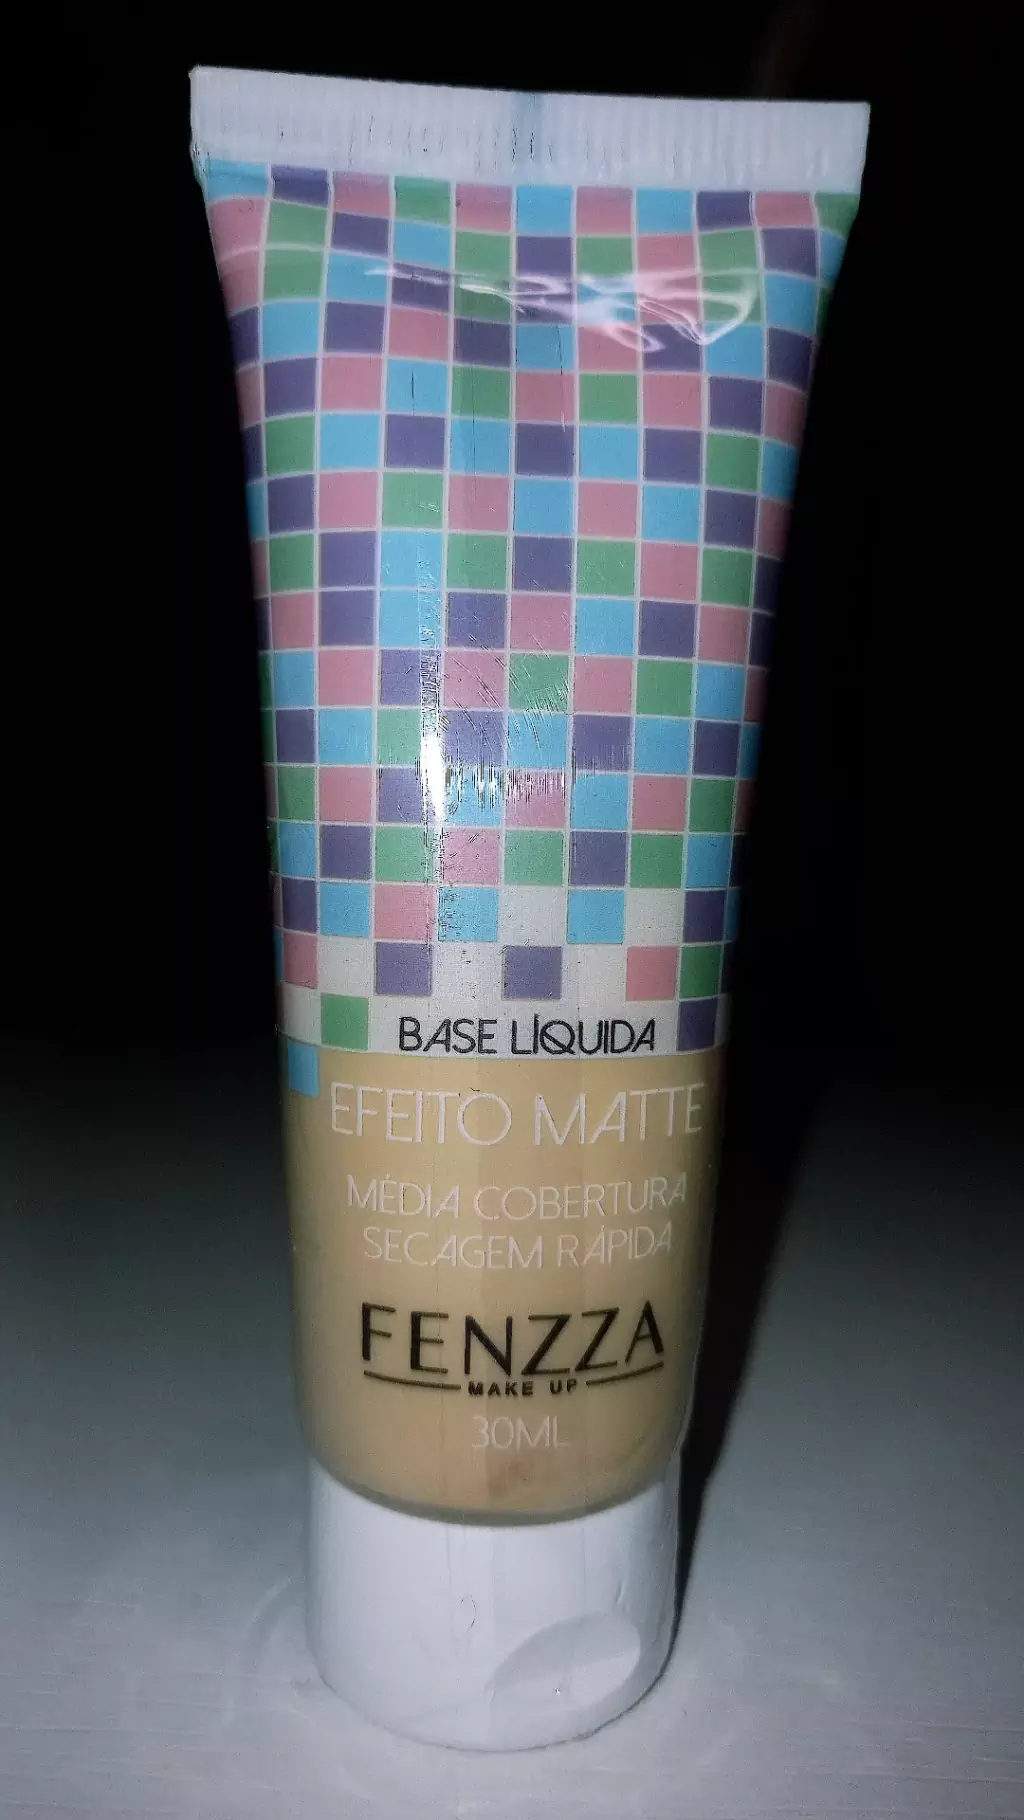 BASE LÍQUIDA
EFEITO MATTE
MÉDIA COBERTURA
SECAGEM RÁPIDA
FENZZA
MAKE UP
30ML